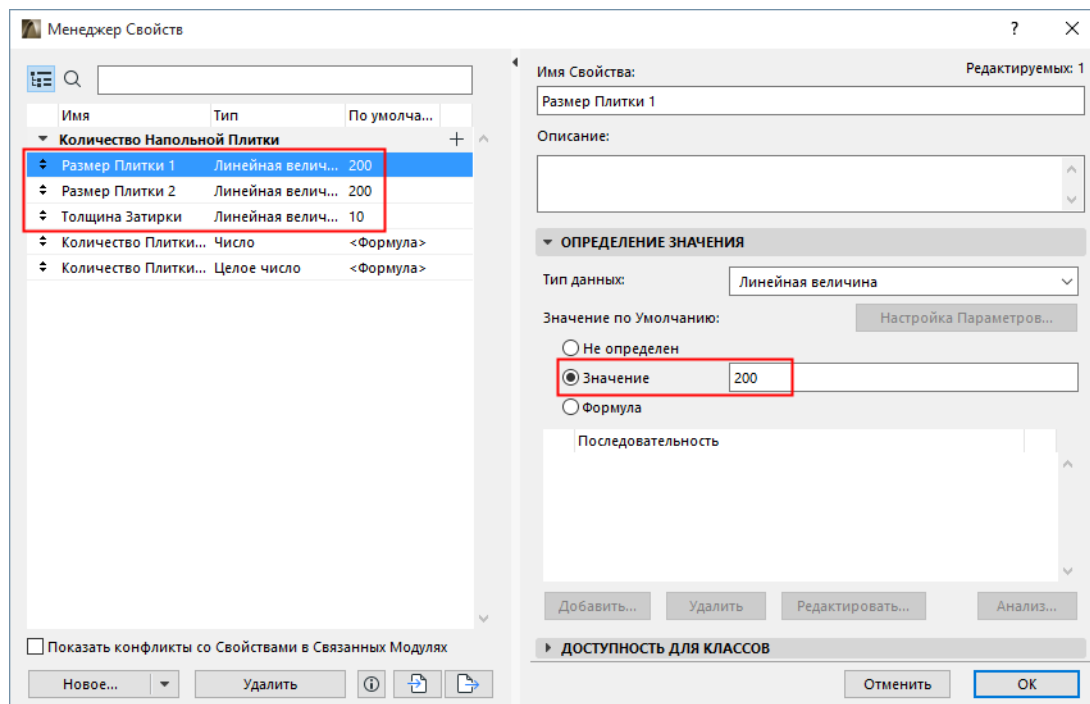 Менеджер Свойств
?
Имя Тип По умолча...
Количество Напольной Плитки
Размер Плитки 1 Линейная велич... 200
Размер Плитки 2 Линейная велич... 200
Толщина Затирки Линейная велич... 10
Количество Плитки... Число <Формула>
Количество Плитки... Целое число <Формула>
Показать конфликты со Свойствами в Связанных Модулях
Новое... Удалить
Имя Свойства: Редактируемых: 1
Размер Плитки 1
Описание:
ОПРЕДЕЛЕНИЕ ЗНАЧЕНИЯ
Тип данных: Линейная величина
Значение по Умолчанию: Настройка Параметров...
Не определен
Значение 200
Формула
Последовательность
Добавить... Удалить Редактировать... Анализ...
ДОСТУПНОСТЬ ДЛЯ КЛАССОВ
Отменить OK